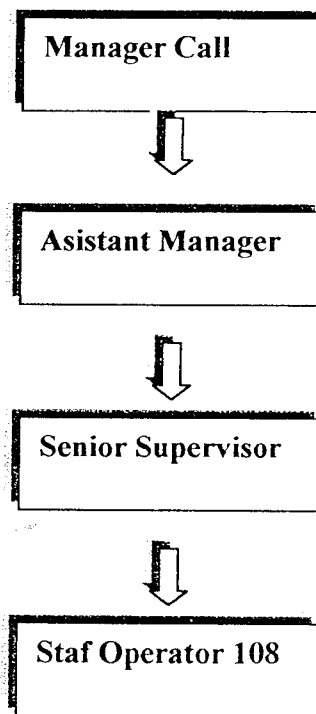 Manager Call
Asistant Manager
Senior Supervisor
Staf Operator 108